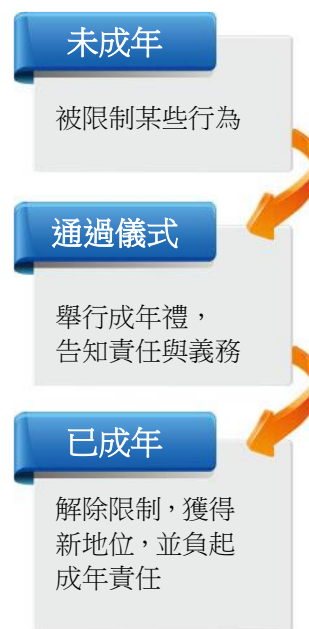 未成年
被限制某些行為
通過儀式
舉行成年禮，
告知責任與義務
已成年
解除限制，獲得
新地位，並負起
成年責任